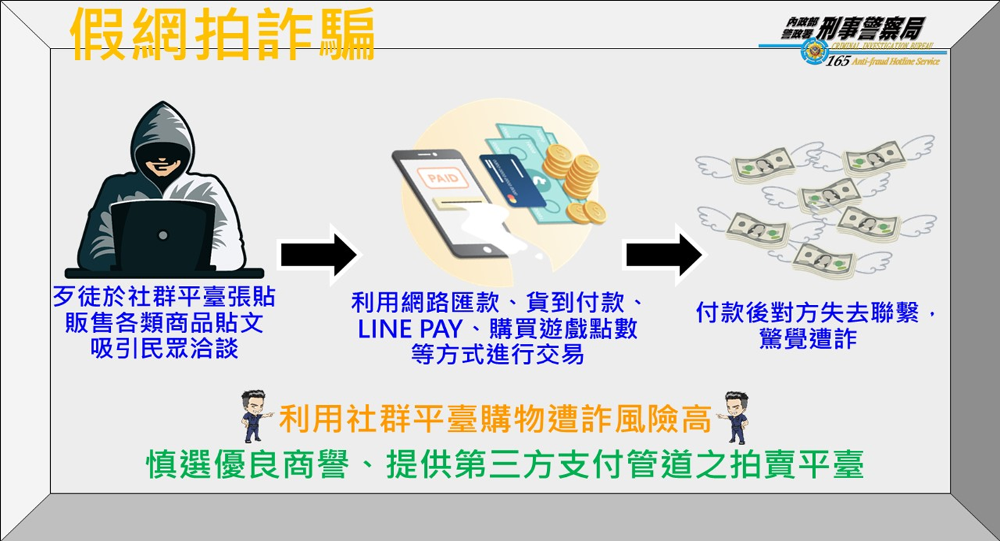 假網拍詐騙
內政部
警政署
刑事警察局
CRIMINAL INVESTIGATION BUREAU
165 Anti-fraud Hotline Service
PAID
歹徒於社群平臺張貼
販售各類商品貼文
吸引民眾洽談
利用網路匯款、貨到付款、
LINE PAY、購買遊戲點數
等方式進行交易
付款後對方失去聯繫，
驚覺遭詐
利用社群平臺購物遭詐風險高
慎選優良商譽、提供第三方支付管道之拍賣平臺